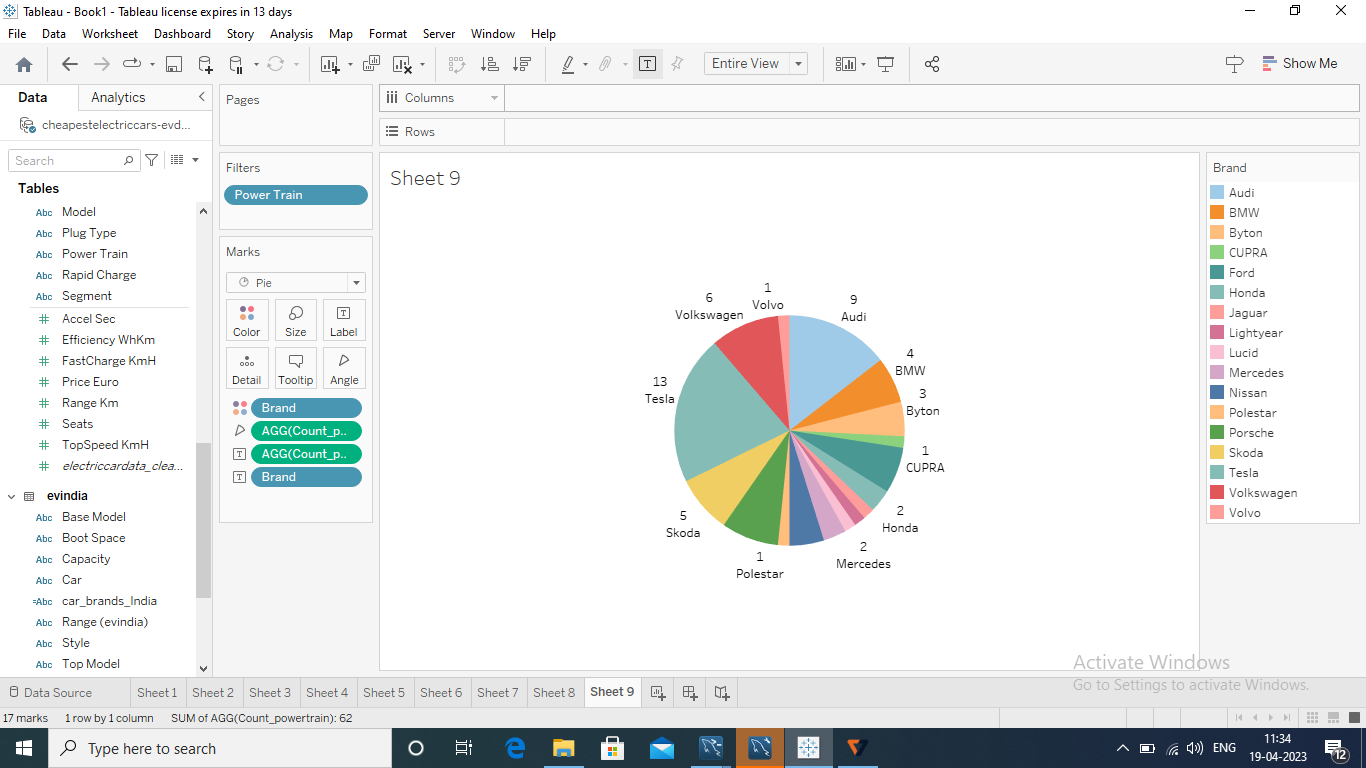 Tableau - Book1 - Tableau license expires in 13 days
File Data Worksheet Dashboard Story Analysis Map Format Server Window Help
Entire View
Show Me
Data Analytics
cheapestelectriccars-evd...
Search
Tables
Abc Model
Abc Plug Type
Abc Power Train
Abc Rapid Charge
Abc Segment
# Accel Sec
# Efficiency WhKm
# FastCharge KmH
# Price Euro
# Range Km
# Seats
# TopSpeed KmH
# electriccardata_clea...
evindia
Abc Base Model
Abc Boot Space
Abc Capacity
Abc Car
=Abc car_brands_India
Abc Range (evindia)
Abc Style
Abc Top Model
Pages
Filters
Power Train
Marks
Pie
Color Size Label
Detail Tooltip Angle
Brand
AGG(Count_p..
AGG(Count_p..
Brand
Columns
Rows
Sheet 9
9
Audi
4
BMW
3
Byton
1
CUPRA
2
Honda
2
Mercedes
1
Polestar
5
Skoda
13
Tesla
6
Volkswagen
1
Volvo
Brand
Audi
BMW
Byton
CUPRA
Ford
Honda
Jaguar
Lightyear
Lucid
Mercedes
Nissan
Polestar
Porsche
Skoda
Tesla
Volkswagen
Volvo
Activate Windows
Go to Settings to activate Windows.
Data Source Sheet 1 Sheet 2 Sheet 3 Sheet 4 Sheet 5 Sheet 6 Sheet 7 Sheet 8 Sheet 9
17 marks 1 row by 1 column SUM of AGG(Count_powertrain): 62
Type here to search
ENG
11:34
19-04-2023
12